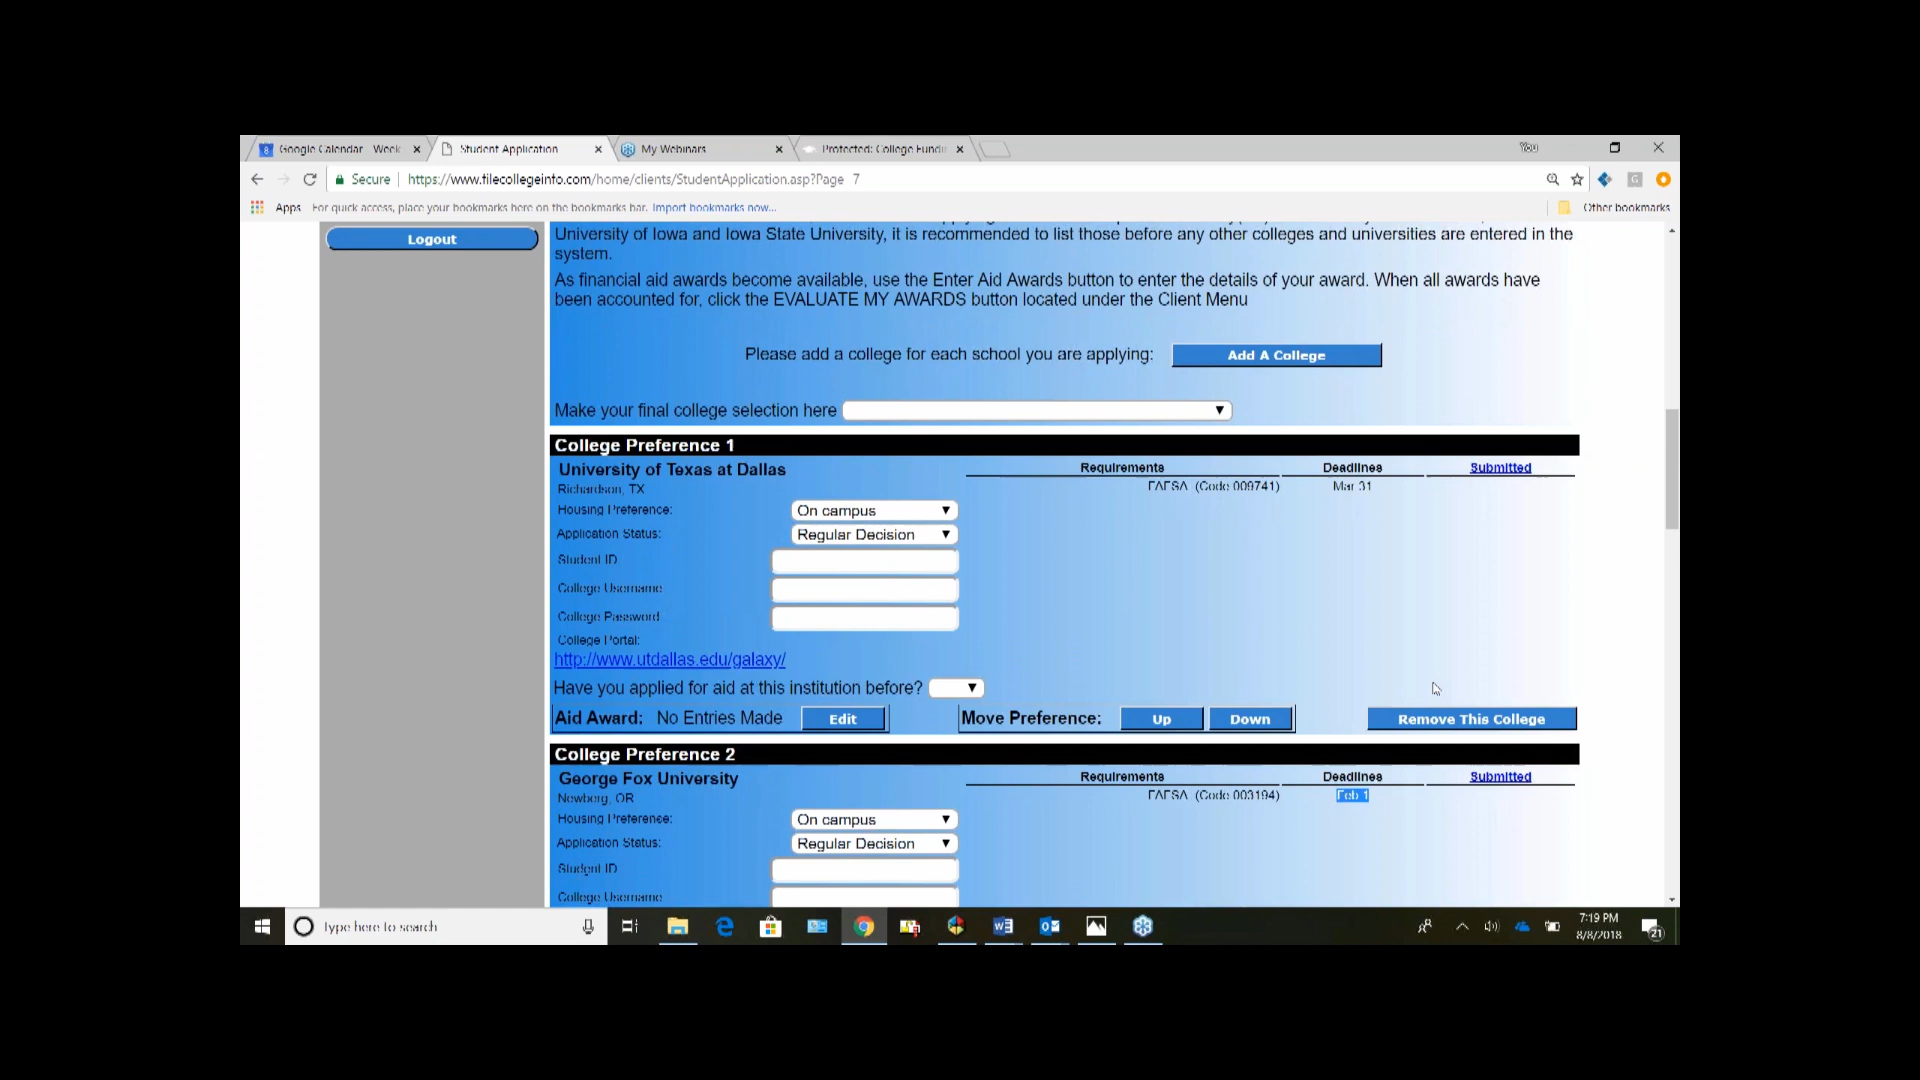 Google Calendar Week
Student Application
My Webinars
Protected: College Fundi
You
Secure https://www.filecollegeinfo.com/home/clients/StudentApplication.asp?Page 7
Apps For quick access, place your bookmarks here on the bookmarks bar. Import bookmarks now...
Other bookmarks
Logout
University of Iowa and Iowa State University, it is recommended to list those before any other colleges and universities are entered in the
system.
As financial aid awards become available, use the Enter Aid Awards button to enter the details of your award. When all awards have
been accounted for, click the EVALUATE MY AWARDS button located under the Client Menu
Please add a college for each school you are applying: Add A College
Make your final college selection here
College Preference 1
University of Texas at Dallas Requirements Deadlines Submitted
Richardson, TX FAFSA (Code 009741) Mar 31
Housing Preference: On campus
Application Status: Regular Decision
Student ID
College Username
College Password
College Portal:
http://www.utdallas.edu/galaxy/
Have you applied for aid at this institution before?
Aid Award: No Entries Made Edit Move Preference: Up Down Remove This College
College Preference 2
George Fox University Requirements Deadlines Submitted
Newberg, OR FAFSA (Code 003194) Feb 1
Housing Preference: On campus
Application Status: Regular Decision
Student ID
College Username
Type here to search
7:19 PM
8/8/2018
21